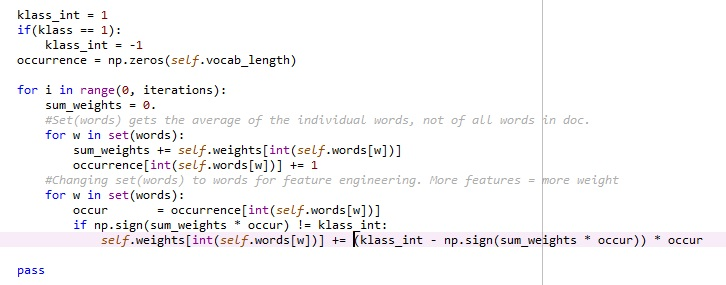 klass_int = 1
if(klass == 1):
    klass_int = -1
occurrence = np.zeros(self.vocab_length)
for i in range(0, iterations):
    sum_weights = 0.
    #Set(words) gets the average of the individual words, not of all words in doc.
    for w in set(words):
        sum_weights += self.weights[int(self.words[w])]
        occurrence[int(self.words[w])] += 1
    #Changing set(words) to words for feature engineering. More features = more weight
    for w in set(words):
        occur       = occurrence[int(self.words[w])]
        if np.sign(sum_weights * occur) != klass_int:
            self.weights[int(self.words[w])] += (klass_int - np.sign(sum_weights * occur)) * occur
pass